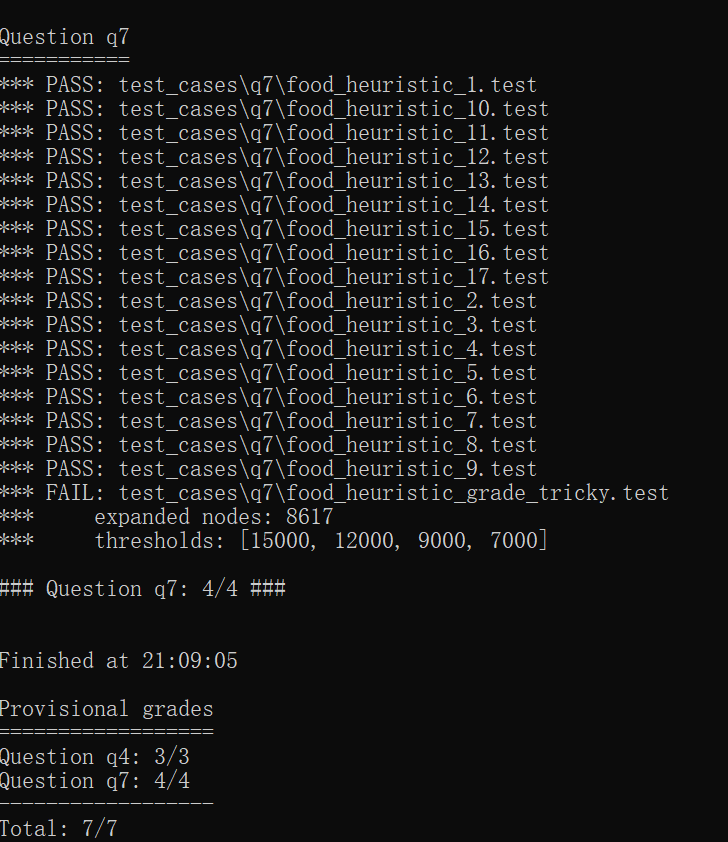 Question q7
===========
*** PASS: test_cases\q7\food_heuristic_1.test
*** PASS: test_cases\q7\food_heuristic_10.test
*** PASS: test_cases\q7\food_heuristic_11.test
*** PASS: test_cases\q7\food_heuristic_12.test
*** PASS: test_cases\q7\food_heuristic_13.test
*** PASS: test_cases\q7\food_heuristic_14.test
*** PASS: test_cases\q7\food_heuristic_15.test
*** PASS: test_cases\q7\food_heuristic_16.test
*** PASS: test_cases\q7\food_heuristic_17.test
*** PASS: test_cases\q7\food_heuristic_2.test
*** PASS: test_cases\q7\food_heuristic_3.test
*** PASS: test_cases\q7\food_heuristic_4.test
*** PASS: test_cases\q7\food_heuristic_5.test
*** PASS: test_cases\q7\food_heuristic_6.test
*** PASS: test_cases\q7\food_heuristic_7.test
*** PASS: test_cases\q7\food_heuristic_8.test
*** PASS: test_cases\q7\food_heuristic_9.test
*** FAIL: test_cases\q7\food_heuristic_grade_tricky.test
***     expanded nodes: 8617
***     thresholds: [15000, 12000, 9000, 7000]
### Question q7: 4/4 ###
Finished at 21:09:05
Provisional grades
==================
Question q4: 3/3
Question q7: 4/4
------------------
Total: 7/7